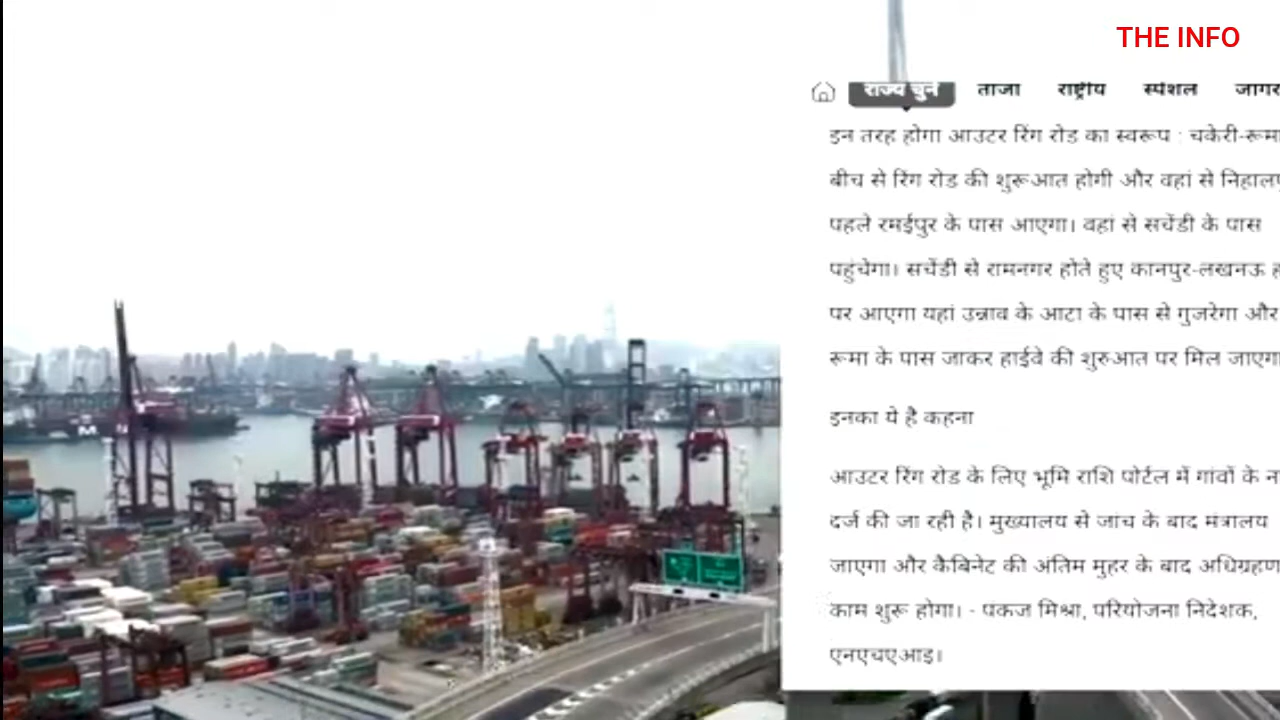 THE INFO
राज्य चुनें ताजा राष्ट्रीय स्पेशल
इन तरह होगा आउटर रिंग रोड का स्वरूप : चकेरी-रूमा
बीच से रिंग रोड की शुरूआत होगी और वहां से
पहले रमईपुर के पास आएगा। वहां से सचेंडी के पास
पहुंचेगा। सचेंडी से रामनगर होते हुए कानपुर-लखनऊ
पर आएगा यहां उन्नाव के आटा के पास से गुजरेगा और
रूमा के पास जाकर हाईवे की शुरुआत पर मिल
इनका ये है कहना
आउटर रिंग रोड के लिए भूमि राशि पोर्टल में गांवों के
दर्ज की जा रही है। मुख्यालय से जांच के बाद मंत्रालय
जाएगा और कैबिनेट की अंतिम मुहर के बाद अधिग्रहण
काम शुरू होगा। - पंकज मिश्रा, परियोजना निदेशक,
एनएचएआइ।